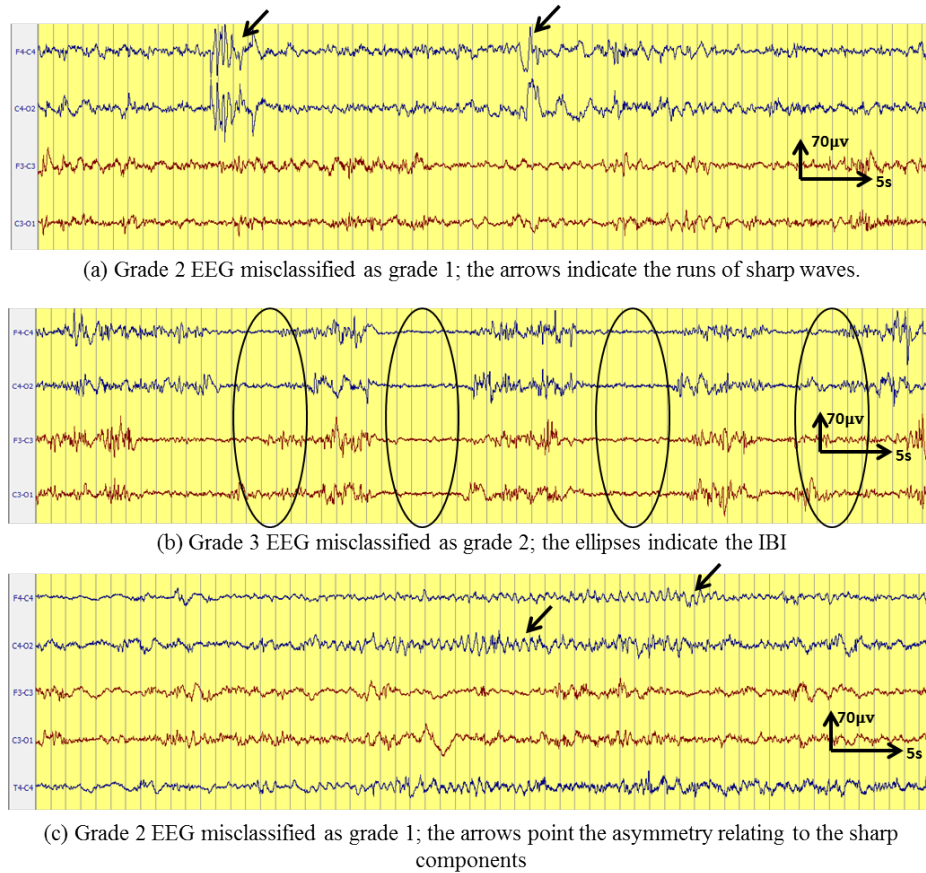 F4-C4
C4-O2
F3-C3
70μv
5s
C3-O1
(a) Grade 2 EEG misclassified as grade 1; the arrows indicate the runs of sharp waves.
F4-C4
C4-O2
F3-C3
70μv
5s
C3-O1
(b) Grade 3 EEG misclassified as grade 2; the ellipses indicate the IBI
F4-C4
C4-O2
F3-C3
70μv
C3-O1
5s
T4-C4
(c) Grade 2 EEG misclassified as grade 1; the arrows point the asymmetry relating to the sharp
components